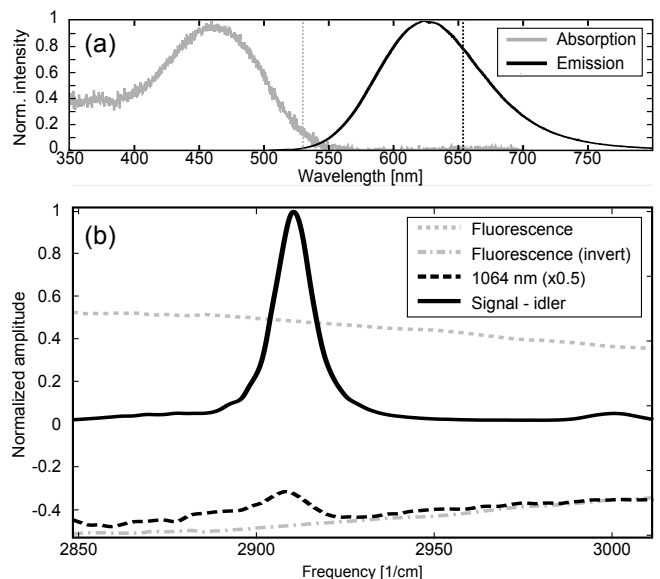 1
(a)
Absorption
0.8
Emission
0.6
0.4
0.2
0
Norm. intensity
350 400 450 500 550 600 650 700 750
Wavelength [nm]
1
(b)
Fluorescence
Fluorescence (invert)
0.8
1064 nm (x0.5)
Signal - idler
0.6
0.4
0.2
0
-0.2
-0.4
Normalized amplitude
2850 2900 2950 3000
Frequency [1/cm]